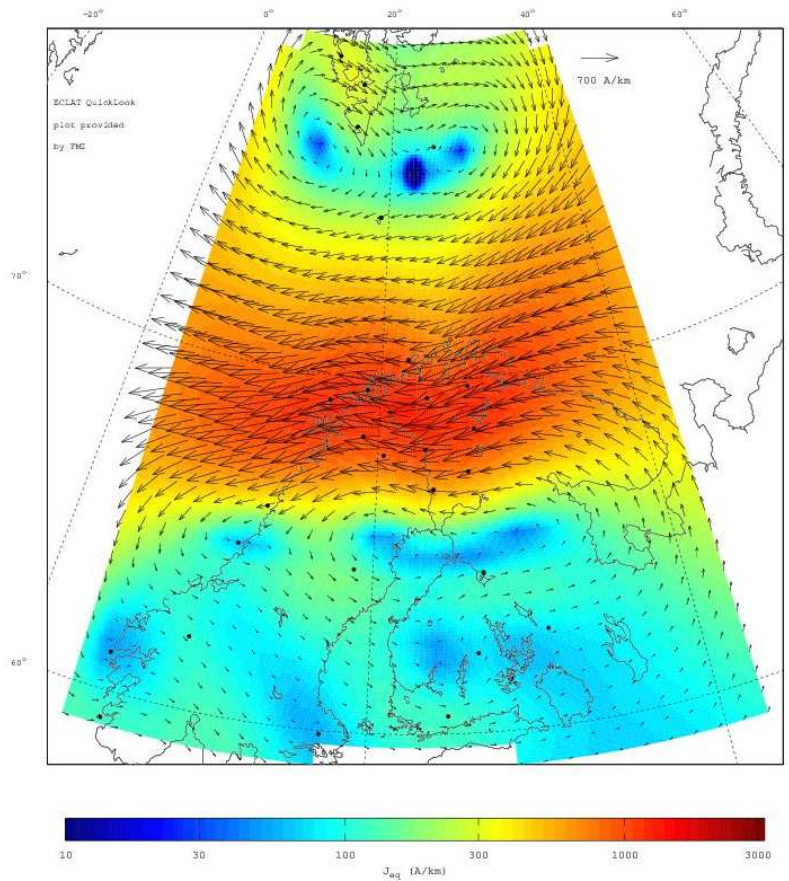 -20° 0° 20° 40° 60°
700 A/km
ECLAT QuickLook
plot provided
by FMI
70°
60°
10 30 100 300 1000 3000
Jeq (A/km)